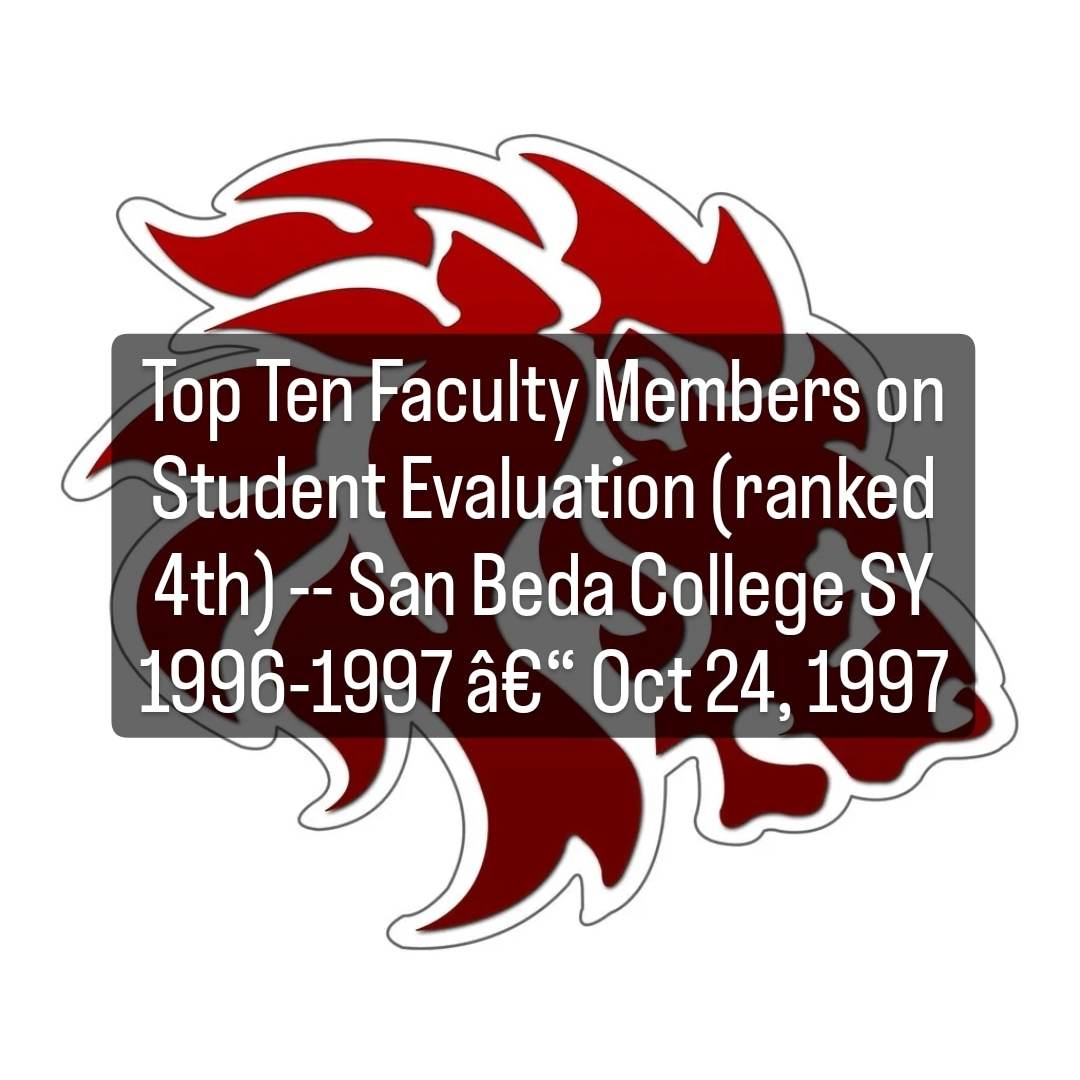 Top Ten Faculty Members on
Student Evaluation (ranked
4th) -- San Beda College SY
1996-1997 â€“ Oct 24, 1997